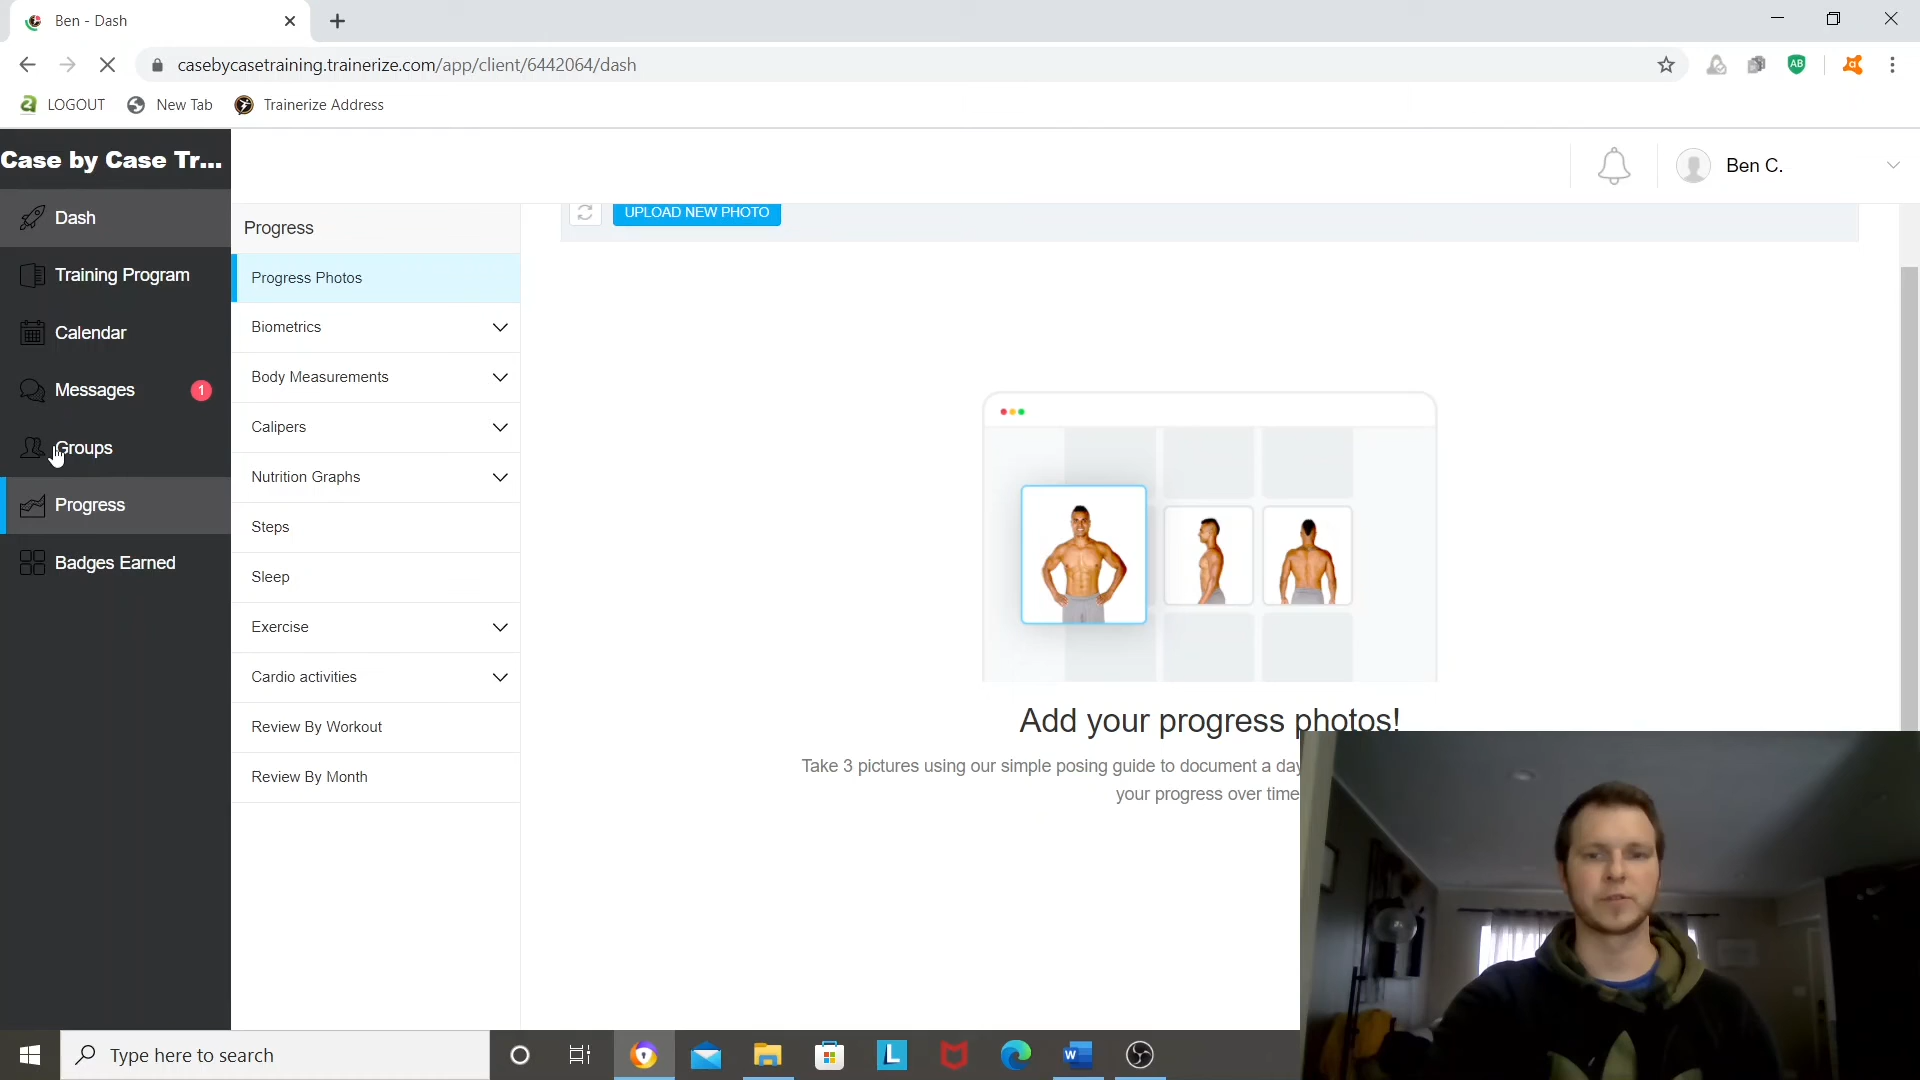 Ben - Dash
casebycasetraining.trainerize.com/app/client/6442064/dash
AB
a
LOGOUT
New Tab
Trainerize Address
Case by Case Tr...
Ben C.
Dash
Training Program
Calendar
Messages
1
Groups
Progress
Badges Earned
Progress
Progress Photos
Biometrics
Body Measurements
Calipers
Nutrition Graphs
Steps
Sleep
Exercise
Cardio activities
Review By Workout
Review By Month
UPLOAD NEW PHOTO
Add your progress photos!
Take 3 pictures using our simple posing guide to document a day
your progress over time
Type here to search
L
W